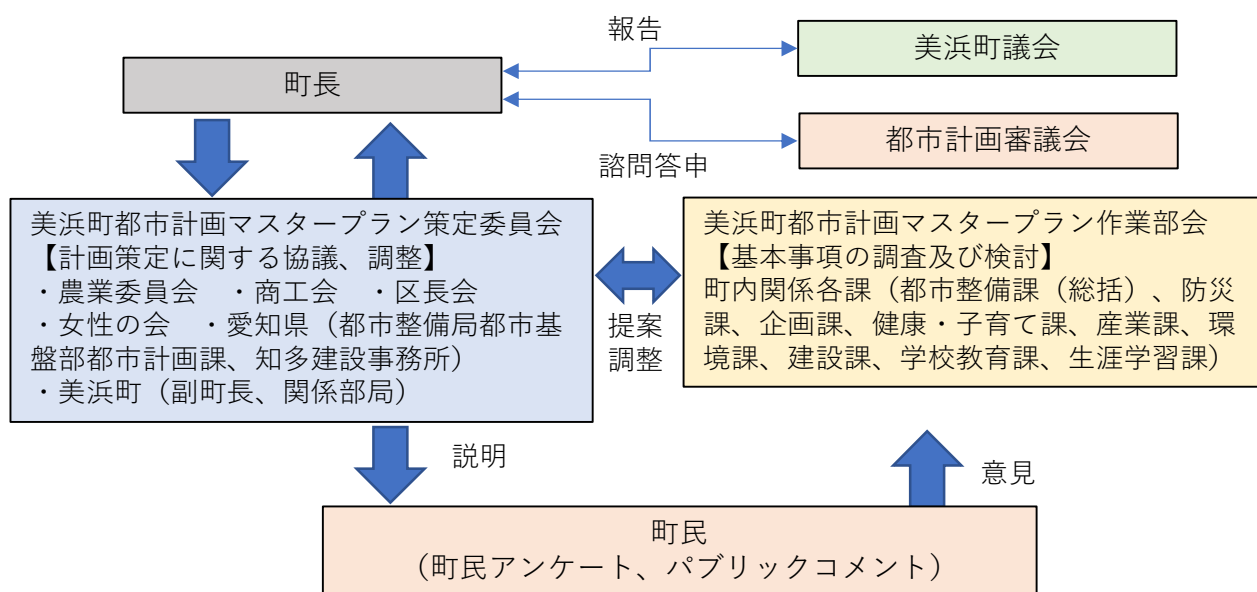 報告
美浜町議会
町長
都市計画審議会
諮問答申
美浜町都市計画マスタープラン策定委員会
【計画策定に関する協議、調整】
・農業委員会　・商工会　・区長会
・女性の会　・愛知県（都市整備局都市基
盤部都市計画課、知多建設事務所）
・美浜町（副町長、関係部局）
提案
調整
美浜町都市計画マスタープラン作業部会
【基本事項の調査及び検討】
町内関係各課（都市整備課（総括）、防災
課、企画課、健康・子育て課、産業課、環
境課、建設課、学校教育課、生涯学習課）
説明
意見
町民
（町民アンケート、パブリックコメント）